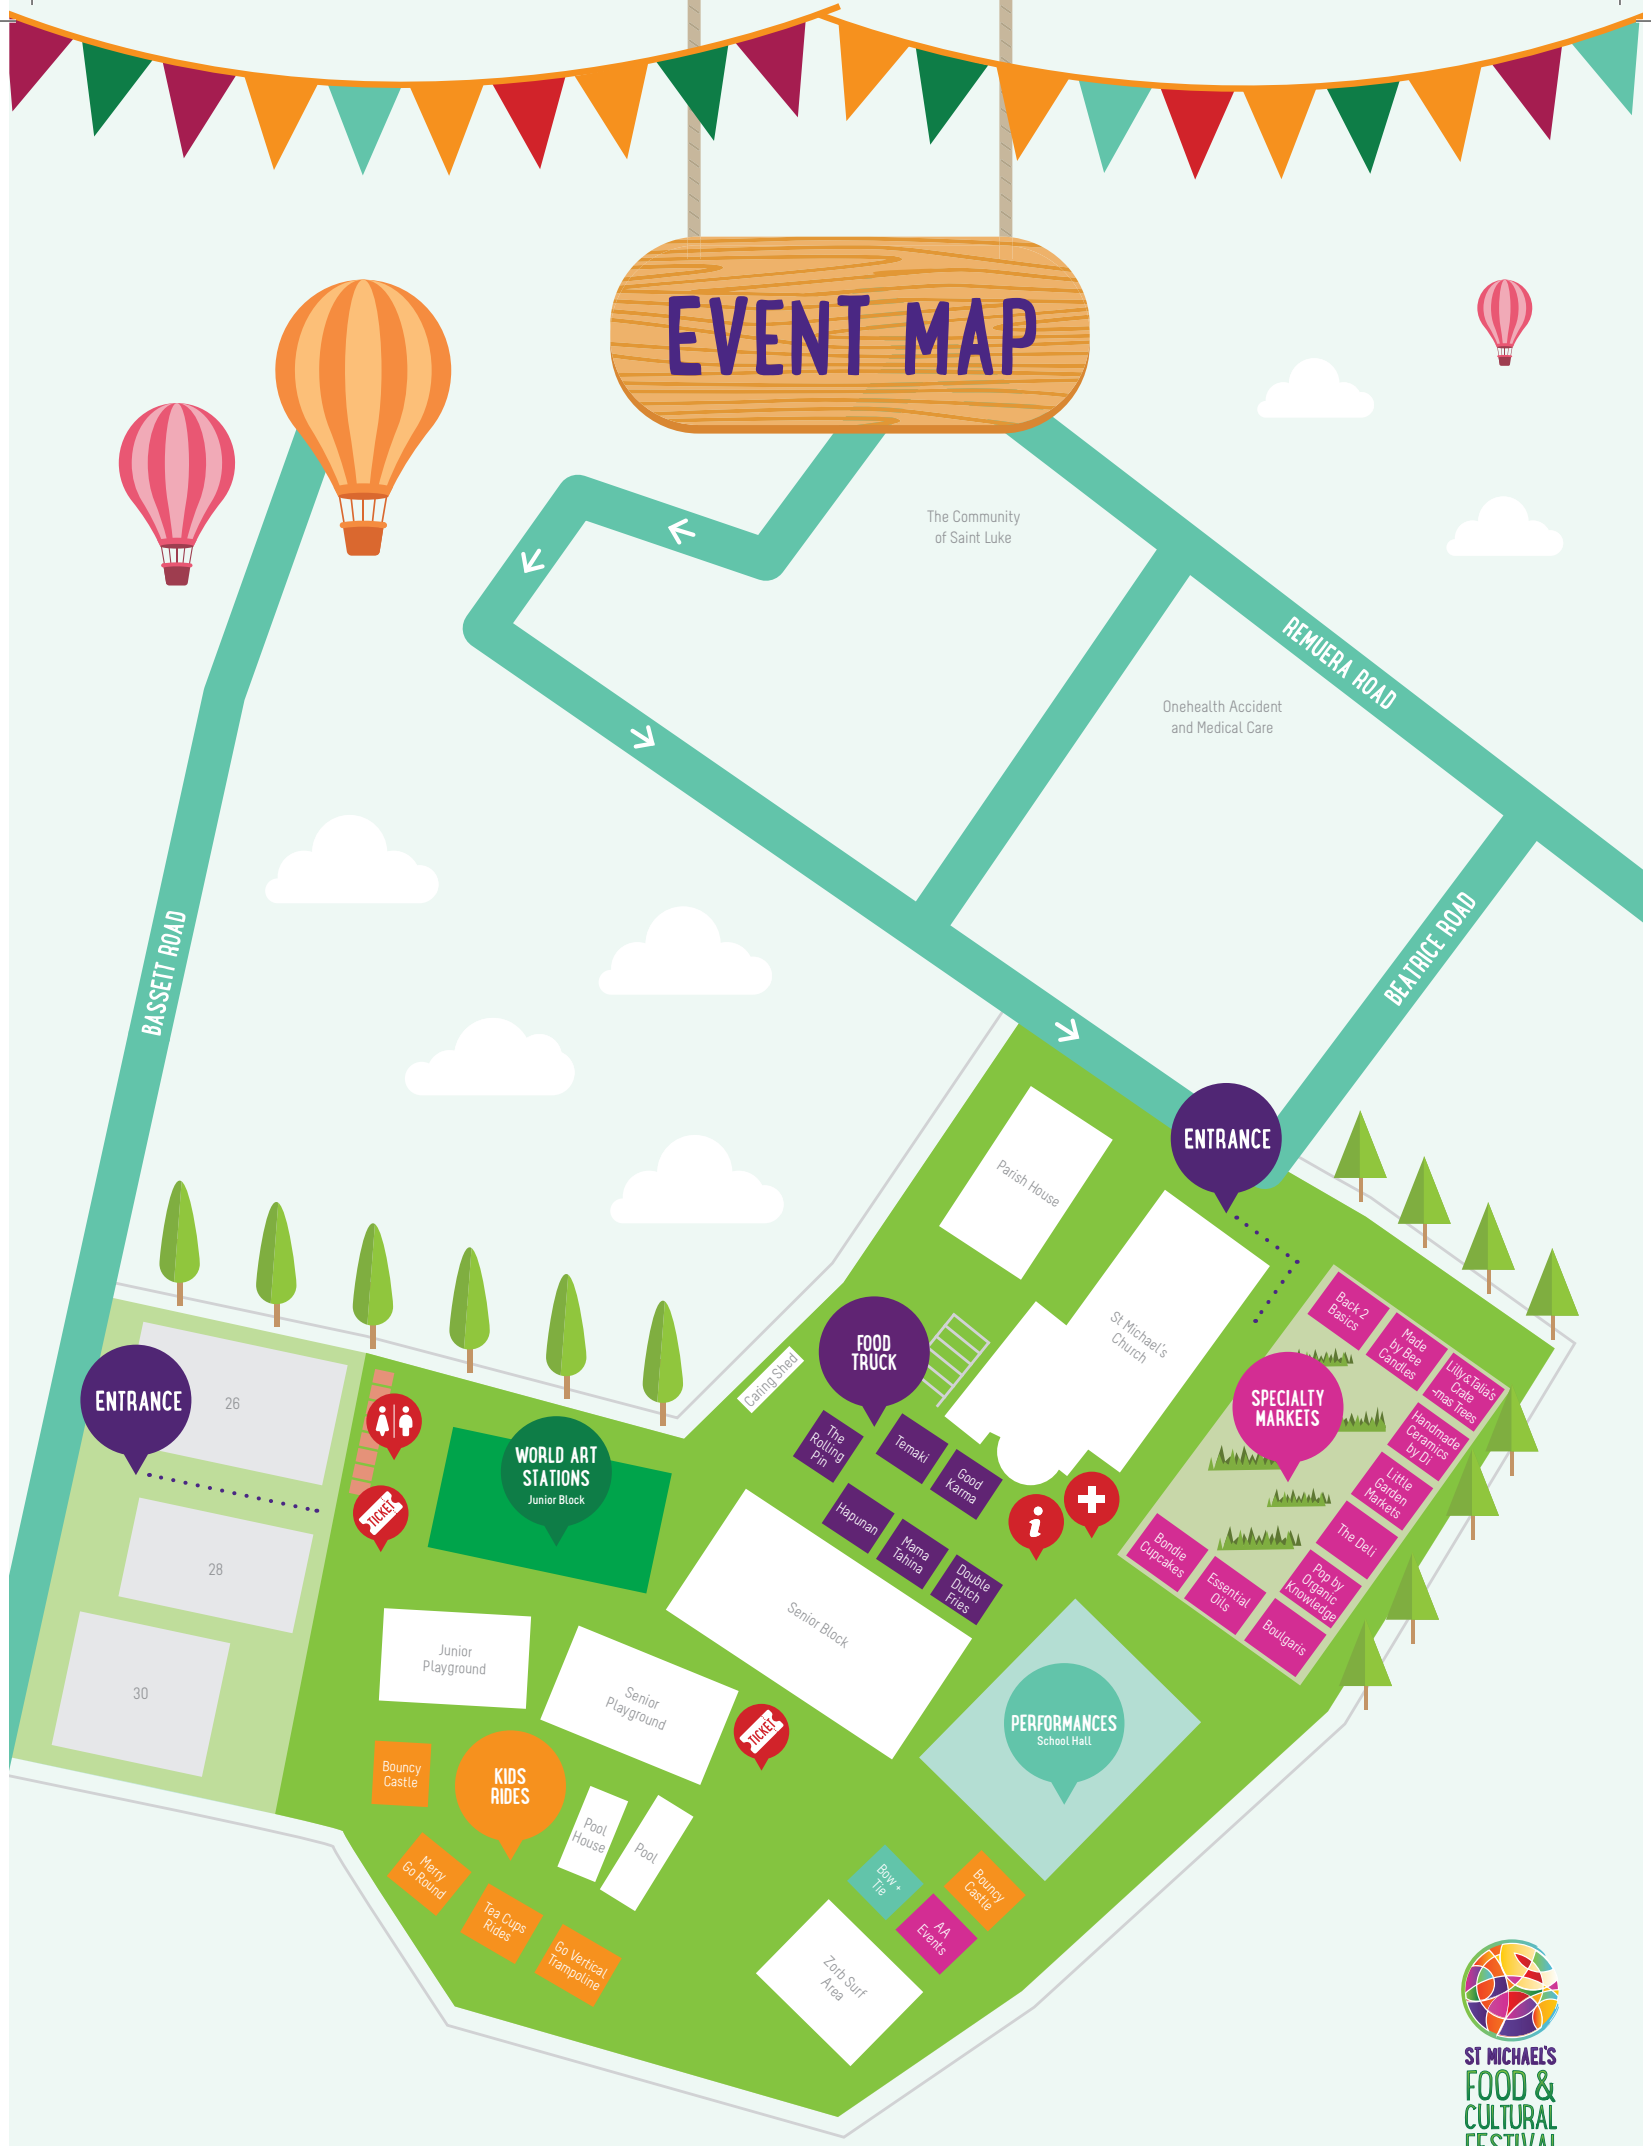 EVENT MAP
The Community
of Saint Luke
REMUERA ROAD
Onehealth Accident
and Medical Care
BASSETT ROAD
BEATRICE ROAD
ENTRANCE
Parish House
St Michael's
Church
Back 2
Basics
Made
by Bee
Candles
Lilly&Talia's
Crate
-mas Trees
Handmade
Ceramics
by Di
Little
Garden
Markets
The Deli
Pop by
Organic
Knowledge
Boulgaris
Essential
Oils
Bondie
Cupcakes
SPECIALTY
MARKETS
FOOD
TRUCK
Caring Shed
The
Rolling
Pin
Temaki
Good
Karma
Hapunan
Mama
Tahina
Double
Dutch
Fries
i
ENTRANCE
26
28
30
TICKET
WORLD ART
STATIONS
Junior Block
Senior Block
Junior
Playground
Senior
Playground
TICKET
PERFORMANCES
School Hall
Bouncy
Castle
KIDS
RIDES
Pool
House
Pool
Merry
Go Round
Tea Cups
Rides
Go Vertical
Trampoline
Bow +
Tie
Bouncy
Castle
AA
Events
Zorb Surf
Area
ST MICHAEL'S
FOOD &
CULTURAL
FESTIVAL